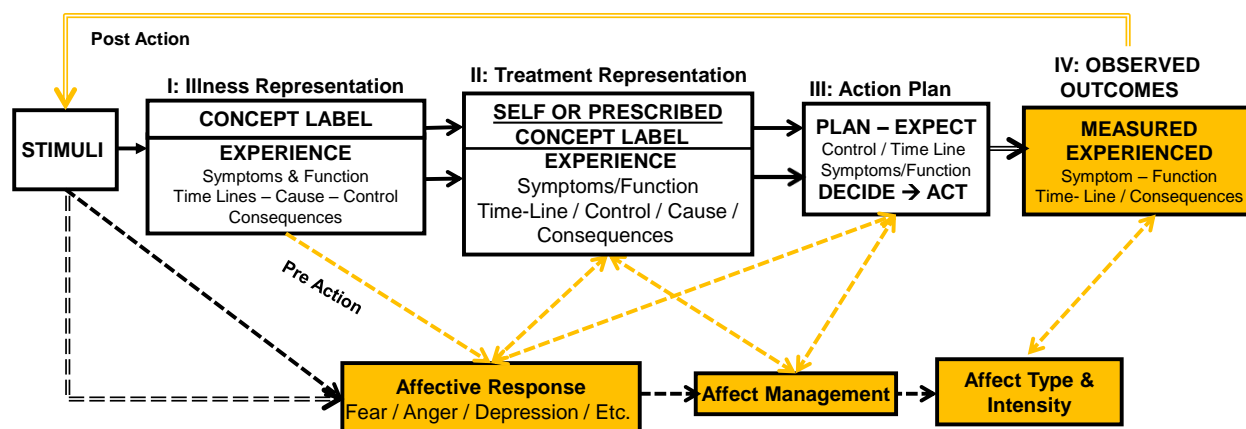 Post Action
STIMULI
I: Illness Representation
CONCEPT LABEL
EXPERIENCE
Symptoms & Function
Time Lines – Cause – Control
Consequences
II: Treatment Representation
SELF OR PRESCRIBED
CONCEPT LABEL
EXPERIENCE
Symptoms/Function
Time-Line / Control / Cause /
Consequences
III: Action Plan
PLAN – EXPECT
Control / Time Line
Symptoms/Function
DECIDE → ACT
IV: OBSERVED
OUTCOMES
MEASURED
EXPERIENCED
Symptom – Function
Time- Line / Consequences
Pre Action
Affective Response
Fear / Anger / Depression / Etc.
Affect Management
Affect Type &
Intensity